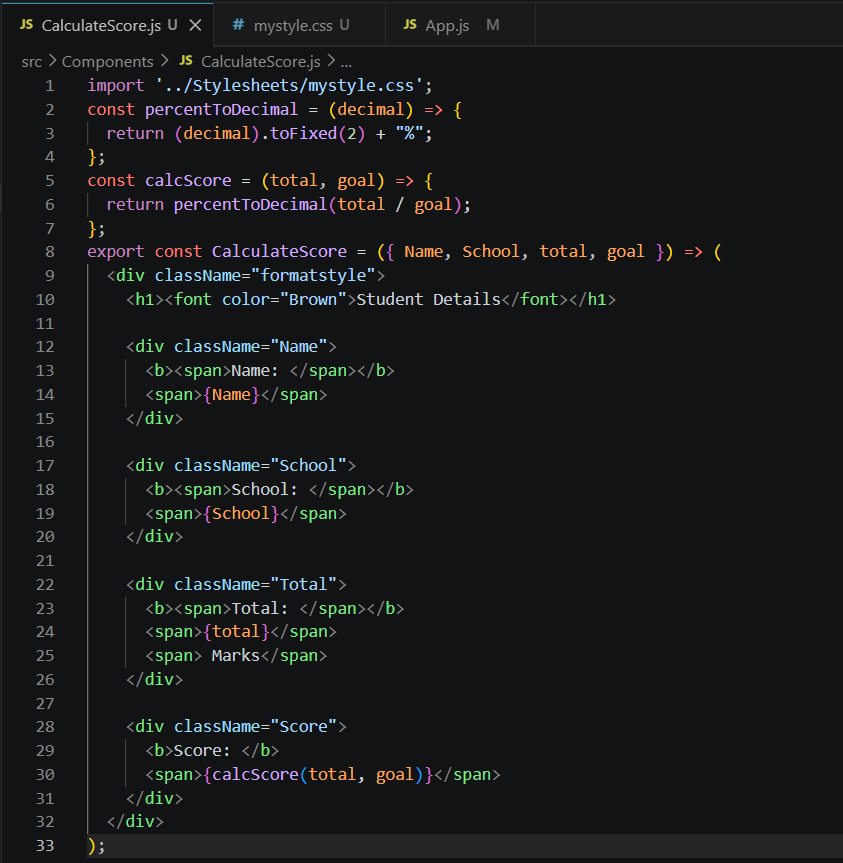 JS CalculateScore.js U × # mystyle.css U JS App.js M
src > Components > JS CalculateScore.js > ...
1 import '../Stylesheets/mystyle.css';
2 const percentToDecimal = (decimal) => {
3 return (decimal).toFixed(2) + "%";
4 };
5 const calcScore = (total, goal) => {
6 return percentToDecimal(total / goal);
7 };
8 export const CalculateScore = ({ Name, School, total, goal }) => (
9 <div className="formatstyle">
10 <h1><font color="Brown">Student Details</font></h1>
11
12 <div className="Name">
13 <b><span>Name: </span></b>
14 <span>{Name}</span>
15 </div>
16
17 <div className="School">
18 <b><span>School: </span></b>
19 <span>{School}</span>
20 </div>
21
22 <div className="Total">
23 <b><span>Total: </span></b>
24 <span>{total}</span>
25 <span> Marks</span>
26 </div>
27
28 <div className="Score">
29 <b>Score: </b>
30 <span>{calcScore(total, goal)}</span>
31 </div>
32 </div>
33 );